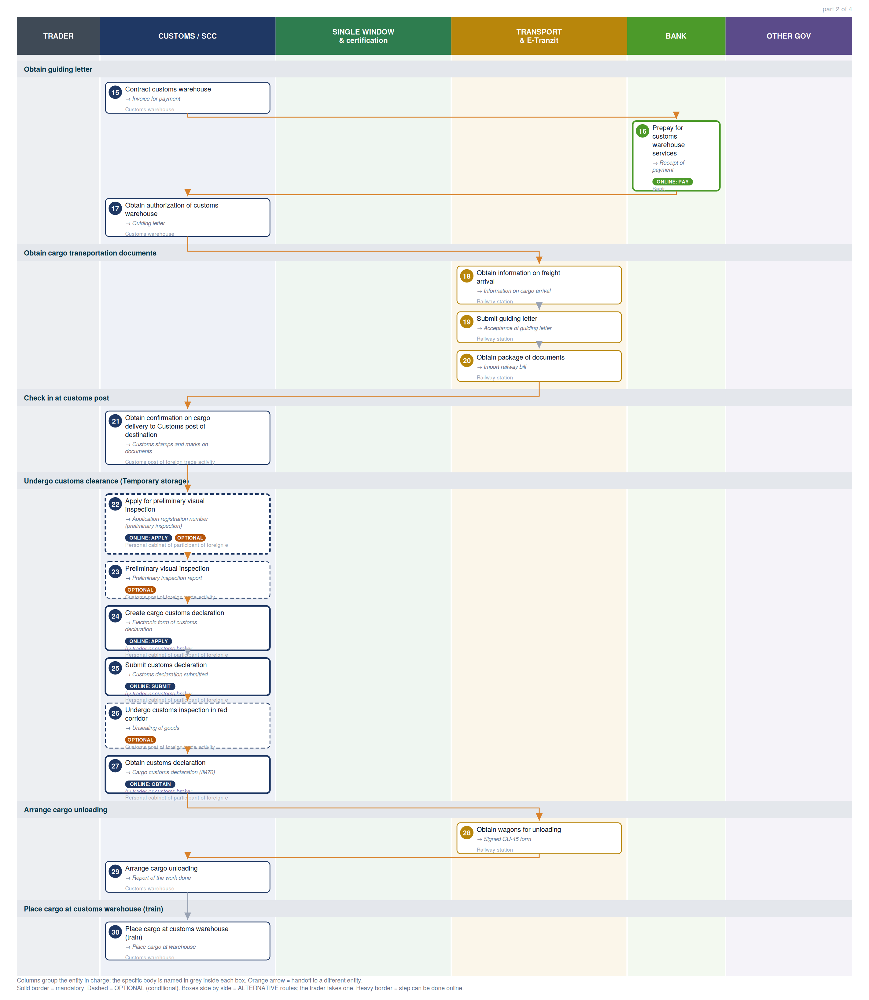 part 2 of 4
TRADER
CUSTOMS / SCC
SINGLE WINDOW
& certification
TRANSPORT
& E-Tranzit
BANK
OTHER GOV
Obtain guiding letter
15
Contract customs warehouse
→ Invoice for payment
Customs warehouse
16
Prepay for
customs
warehouse
services
→ Receipt of
payment
ONLINE: PAY
Bank
17
Obtain authorization of customs
warehouse
→ Guiding letter
Customs warehouse
Obtain cargo transportation documents
18
Obtain information on freight
arrival
→ Information on cargo arrival
Railway station
19
Submit guiding letter
→ Acceptance of guiding letter
Railway station
20
Obtain package of documents
→ Import railway bill
Railway station
Check in at customs post
21
Obtain confirmation on cargo
delivery to Customs post of
destination
→ Customs stamps and marks on
documents
Customs post of foreign trade activity
Undergo customs clearance (Temporary storage)
22
Apply for preliminary visual
inspection
→ Application registration number
(preliminary inspection)
ONLINE: APPLY OPTIONAL
Personal cabinet of participant of foreign e
23
Preliminary visual inspection
→ Preliminary inspection report
OPTIONAL
Customs post of foreign trade activity
24
Create cargo customs declaration
→ Electronic form of customs
declaration
ONLINE: APPLY
by trader or customs broker
Personal cabinet of participant of foreign e
25
Submit customs declaration
→ Customs declaration submitted
ONLINE: SUBMIT
by trader or customs broker
Personal cabinet of participant of foreign e
26
Undergo customs inspection in red
corridor
→ Unsealing of goods
OPTIONAL
Customs post of foreign trade activity
27
Obtain customs declaration
→ Cargo customs declaration (IM70)
ONLINE: OBTAIN
by trader or customs broker
Personal cabinet of participant of foreign e
Arrange cargo unloading
28
Obtain wagons for unloading
→ Signed GU-45 form
Railway station
29
Arrange cargo unloading
→ Report of the work done
Customs warehouse
Place cargo at customs warehouse (train)
30
Place cargo at customs warehouse
(train)
→ Place cargo at warehouse
Customs warehouse
Columns group the entity in charge; the specific body is named in grey inside each box. Orange arrow = handoff to a different entity.
Solid border = mandatory. Dashed = OPTIONAL (conditional). Boxes side by side = ALTERNATIVE routes; the trader takes one. Heavy border = step can be done online.